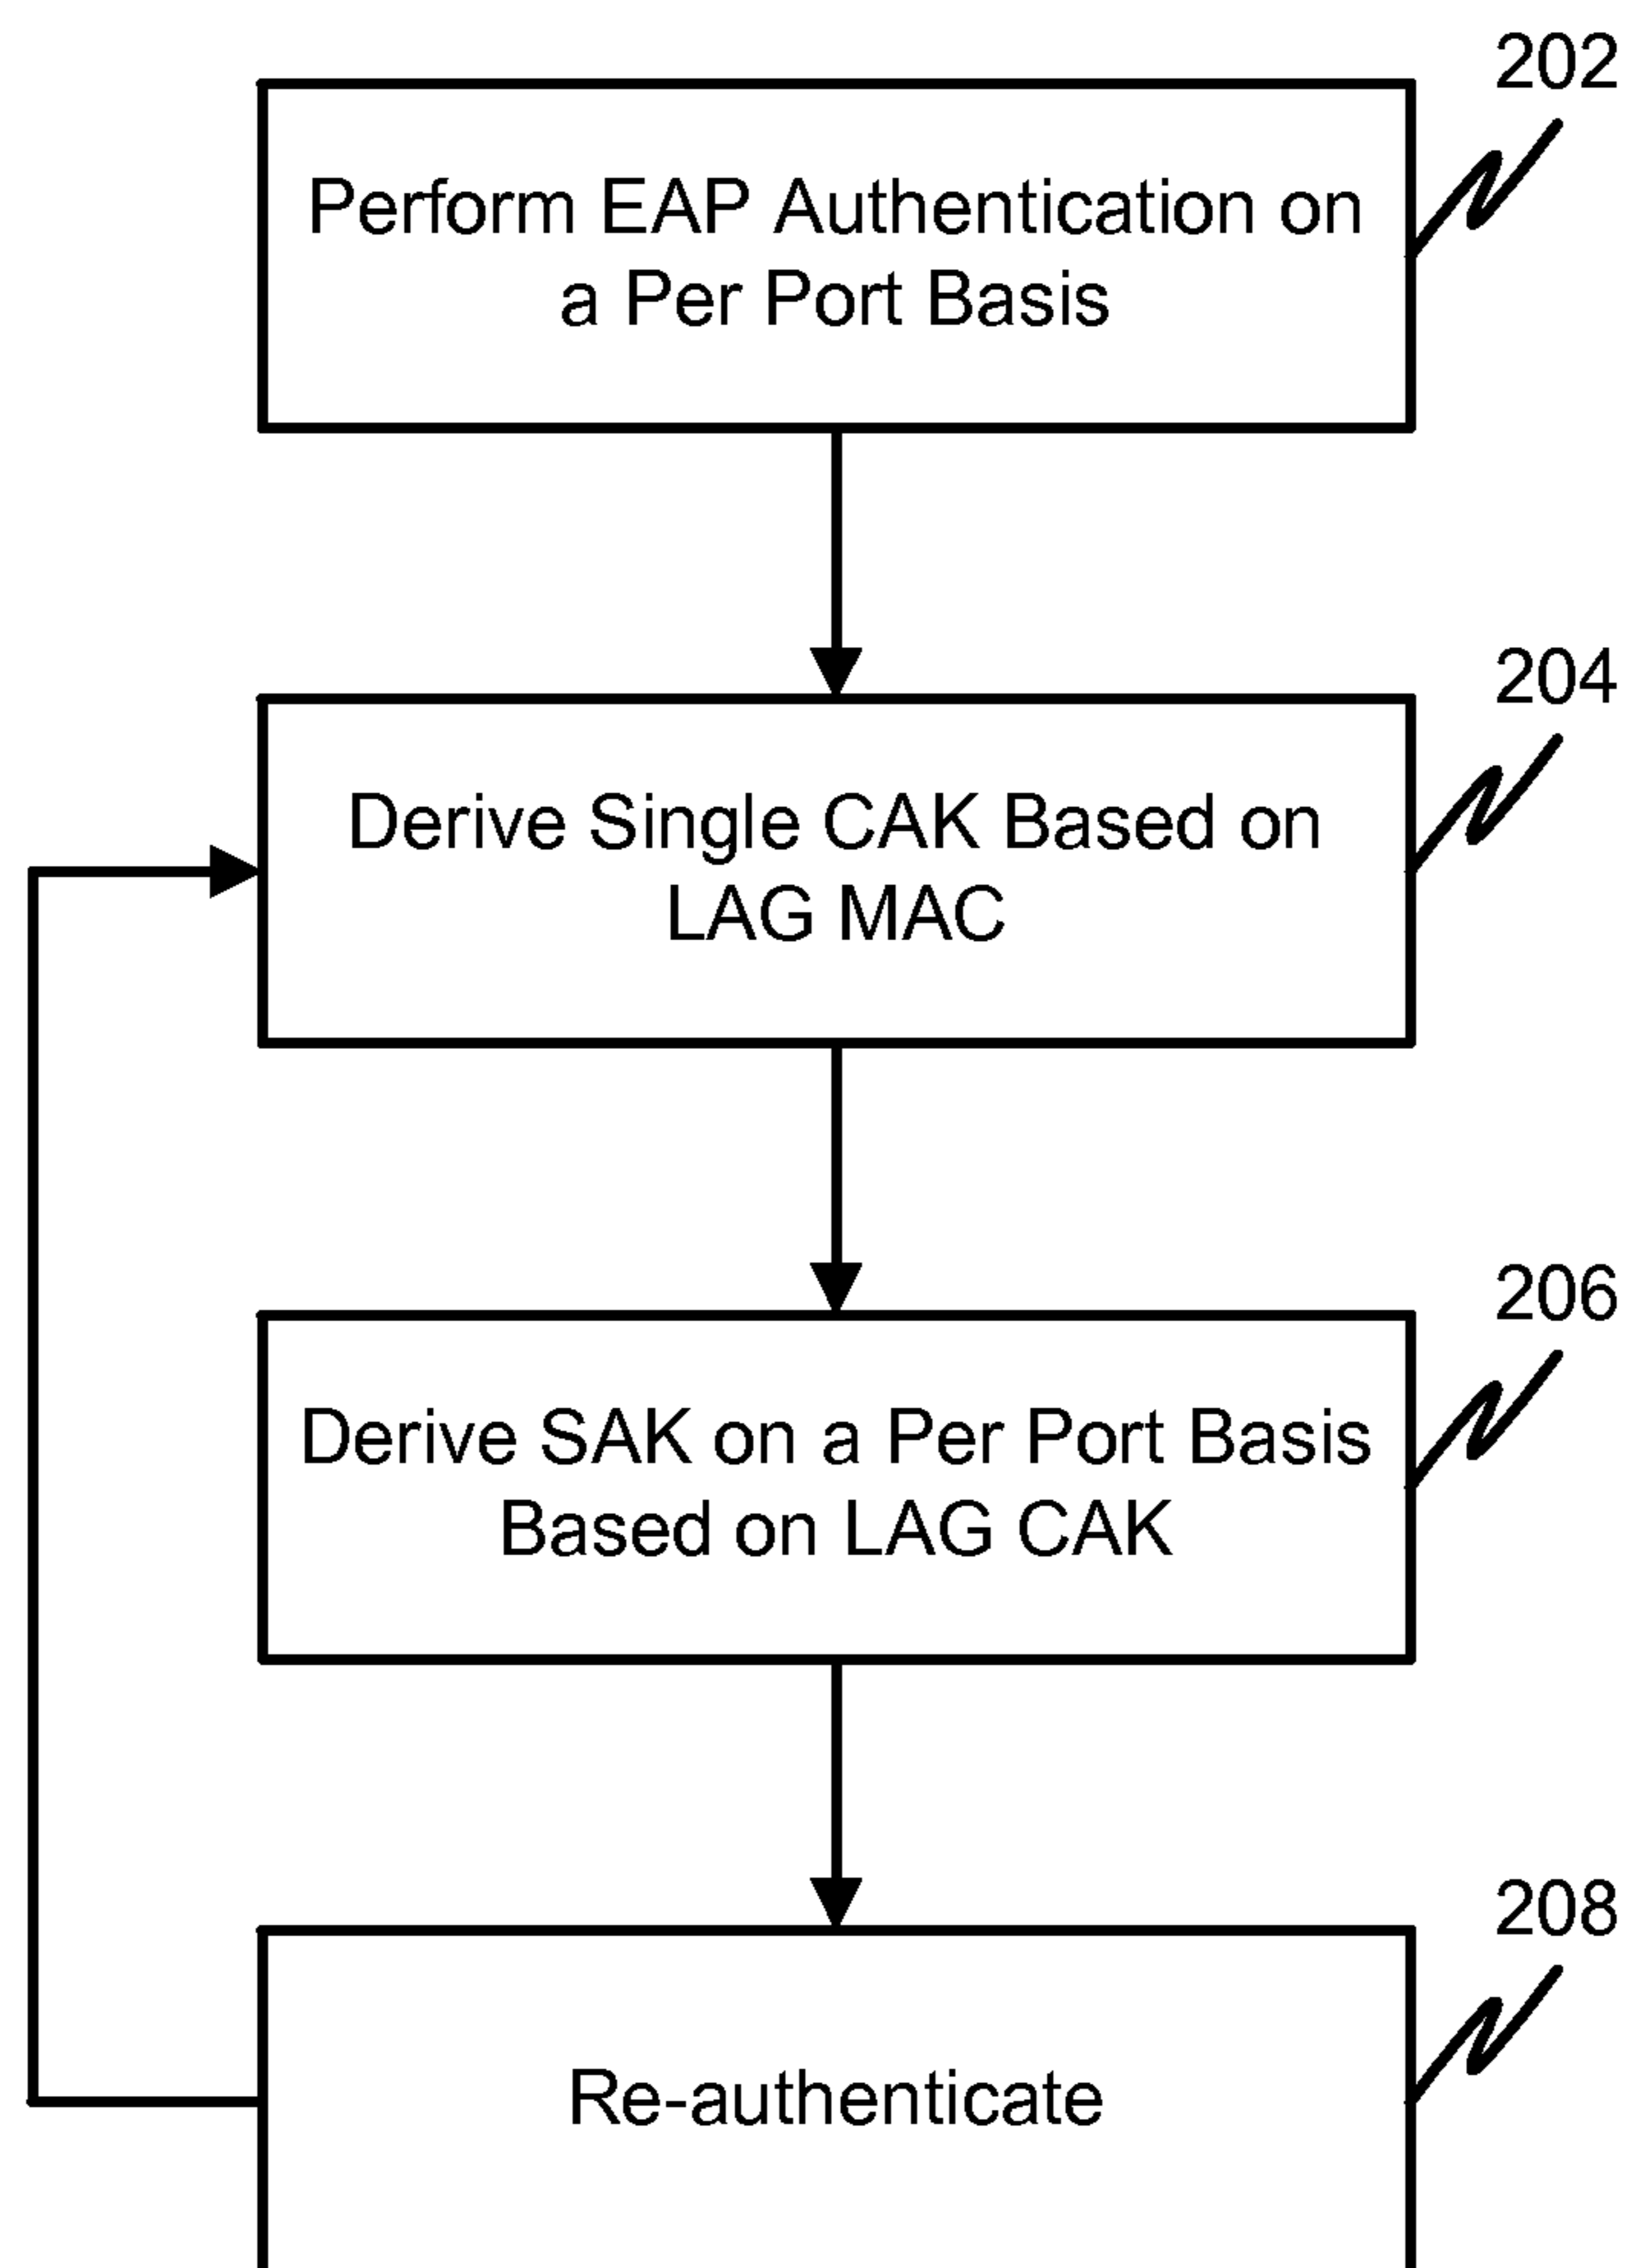 202
Perform EAP Authentication on
a Per Port Basis
204
Derive Single CAK Based on
LAG MAC
206
Derive SAK on a Per Port Basis
Based on LAG CAK
208
Re-authenticate